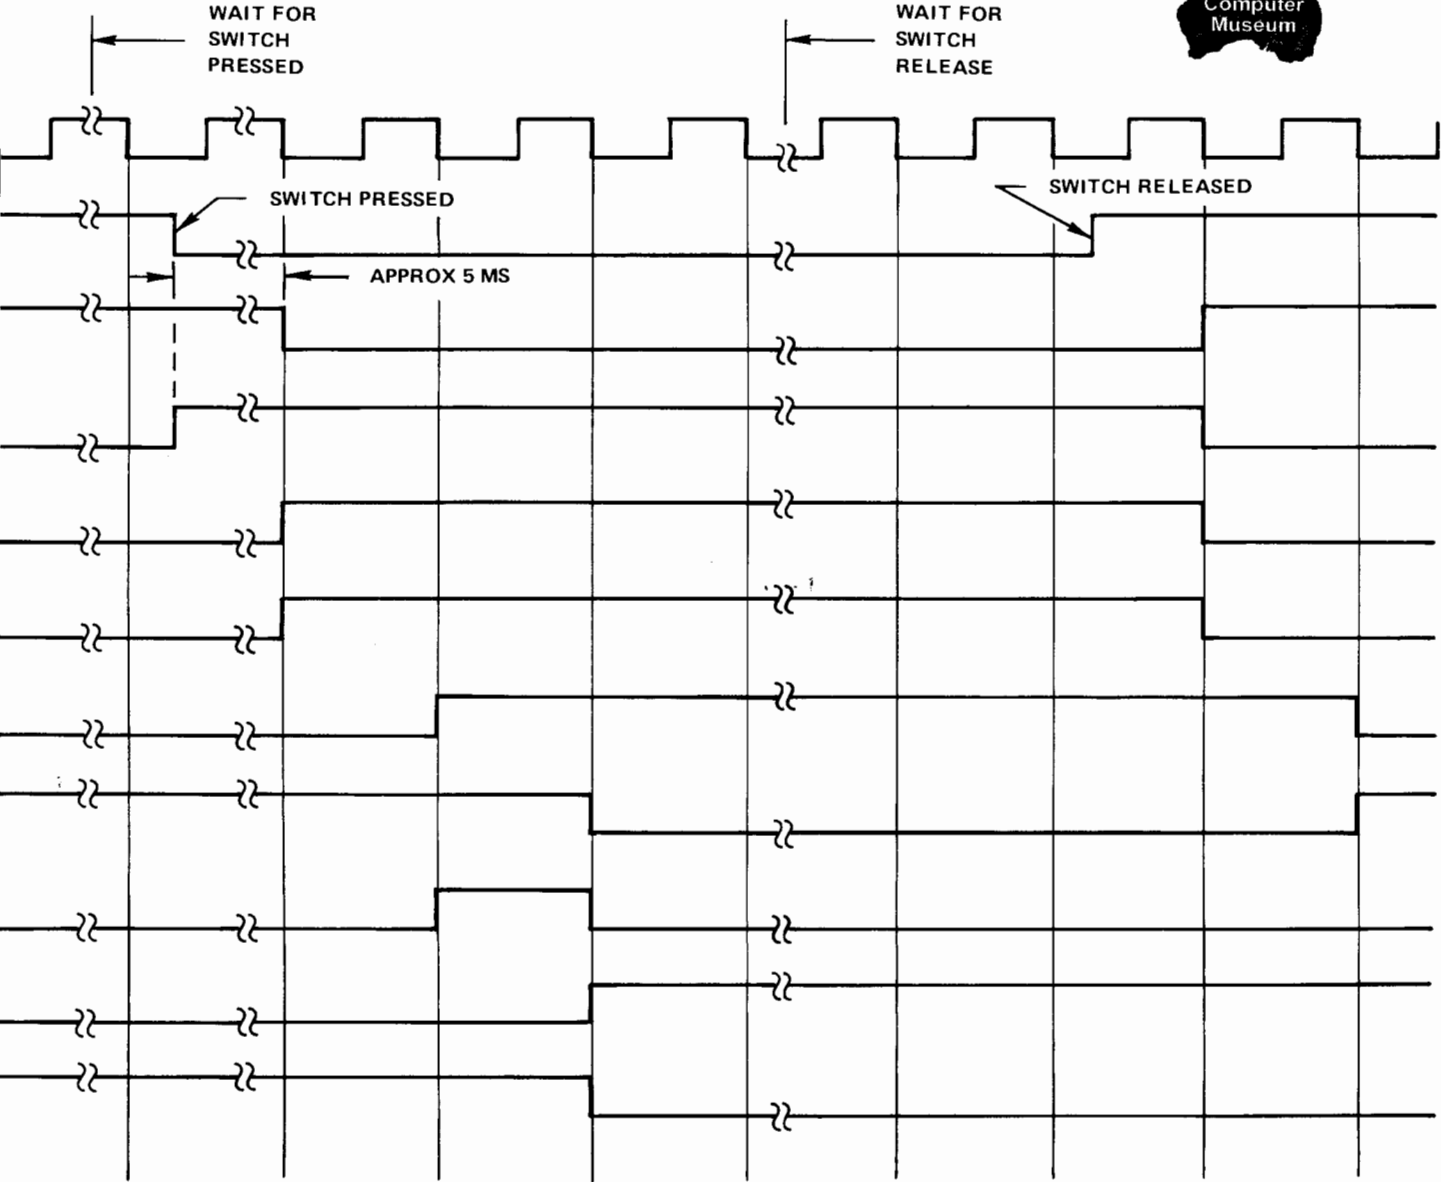 WAIT FOR
SWITCH
PRESSED
WAIT FOR
SWITCH
RELEASE
Computer
Museum
SWITCH PRESSED
SWITCH RELEASED
APPROX 5 MS